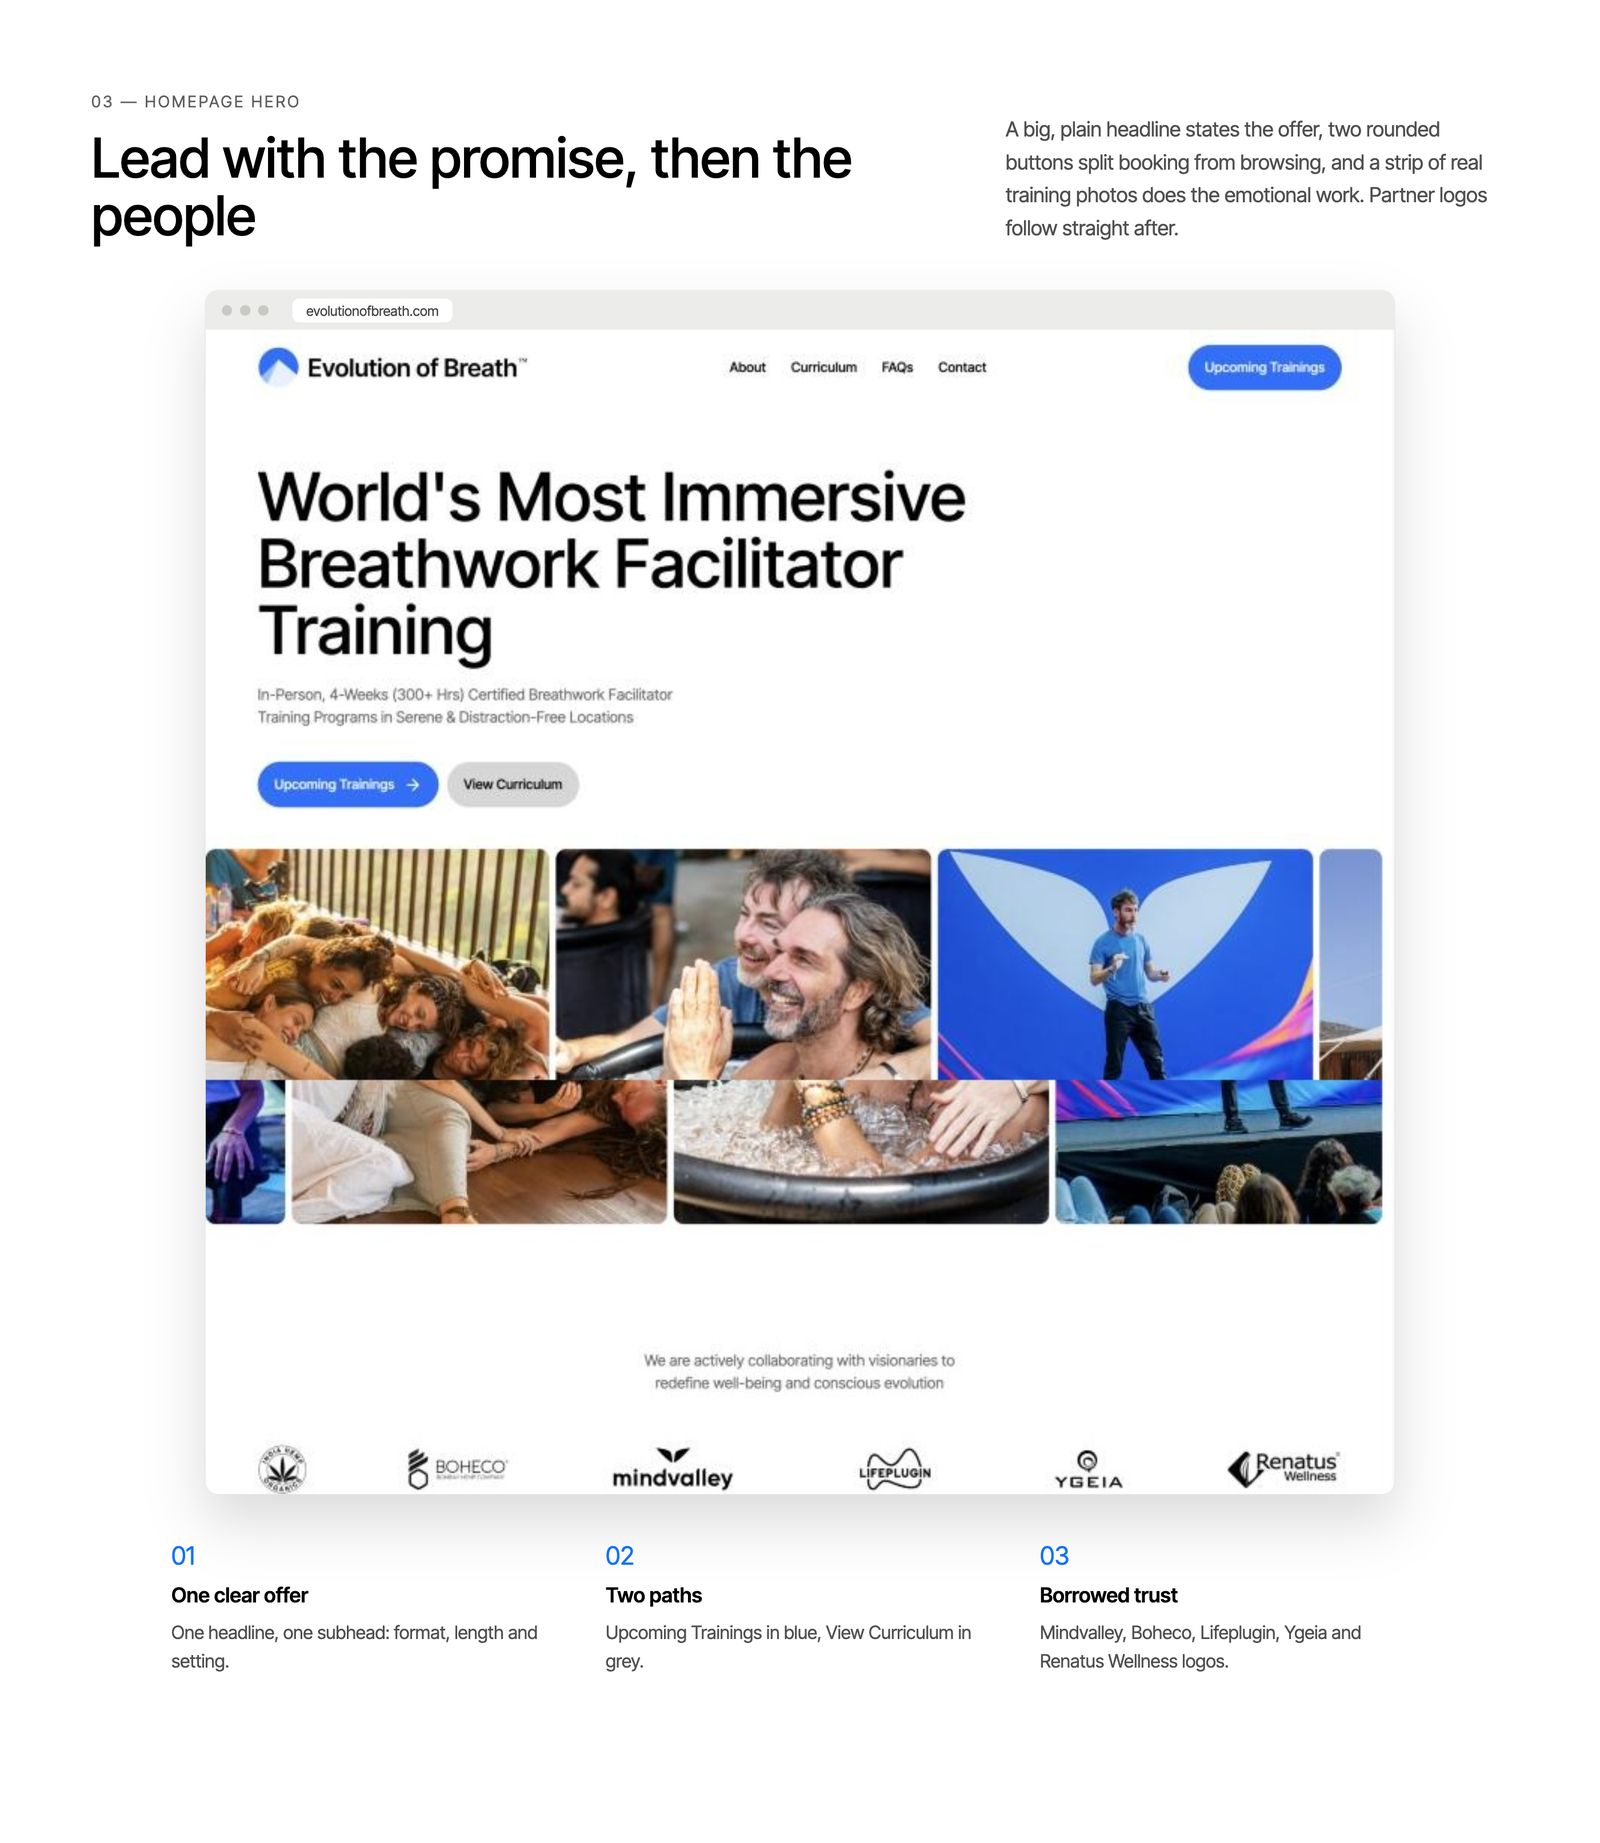 03 — HOMEPAGE HERO
Lead with the promise, then the
people
A big, plain headline states the offer, two rounded
buttons split booking from browsing, and a strip of real
training photos does the emotional work. Partner logos
follow straight after.
evolutionofbreath.com
Evolution of Breath™
About Curriculum FAQs Contact
Upcoming Trainings
World's Most Immersive
Breathwork Facilitator
Training
In-Person, 4-Weeks (300+ Hrs) Certified Breathwork Facilitator
Training Programs in Serene & Distraction-Free Locations
Upcoming Trainings →
View Curriculum
We are actively collaborating with visionaries to
redefine well-being and conscious evolution
INDIA HEMP ORGANICS
BOHECO
BOMBAY HEMP COMPANY
mindvalley
LIFEPLUGIN
YGEIA
Renatus
Wellness
01
One clear offer
One headline, one subhead: format, length and
setting.
02
Two paths
Upcoming Trainings in blue, View Curriculum in
grey.
03
Borrowed trust
Mindvalley, Boheco, Lifeplugin, Ygeia and
Renatus Wellness logos.